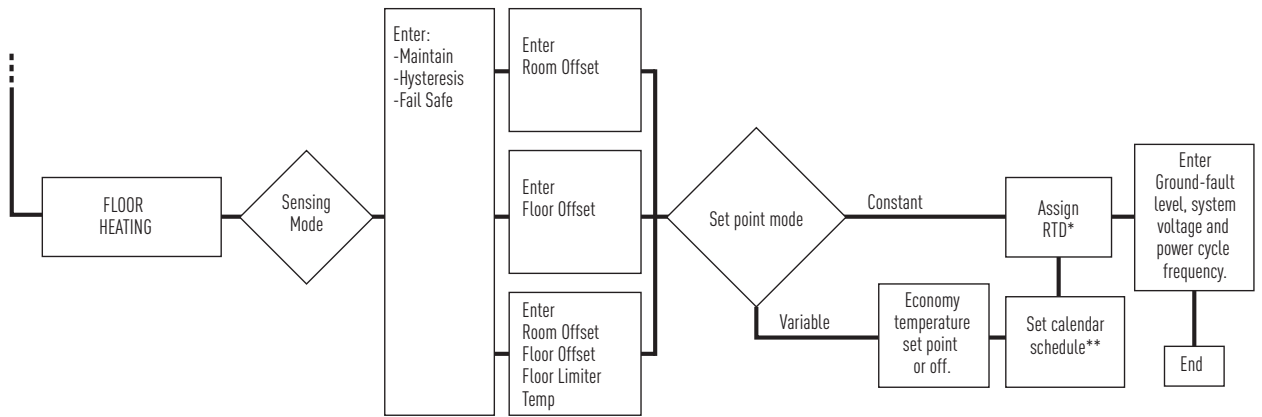 FLOOR
HEATING
Sensing
Mode
Enter:
-Maintain
-Hysteresis
-Fail Safe
Enter
Room Offset
Enter
Floor Offset
Enter
Room Offset
Floor Offset
Floor Limiter
Temp
Set point mode
Constant
Variable
Economy
temperature
set point
or off.
Set calendar
schedule**
Assign
RTD*
Enter
Ground-fault
level, system
voltage and
power cycle
frequency.
End